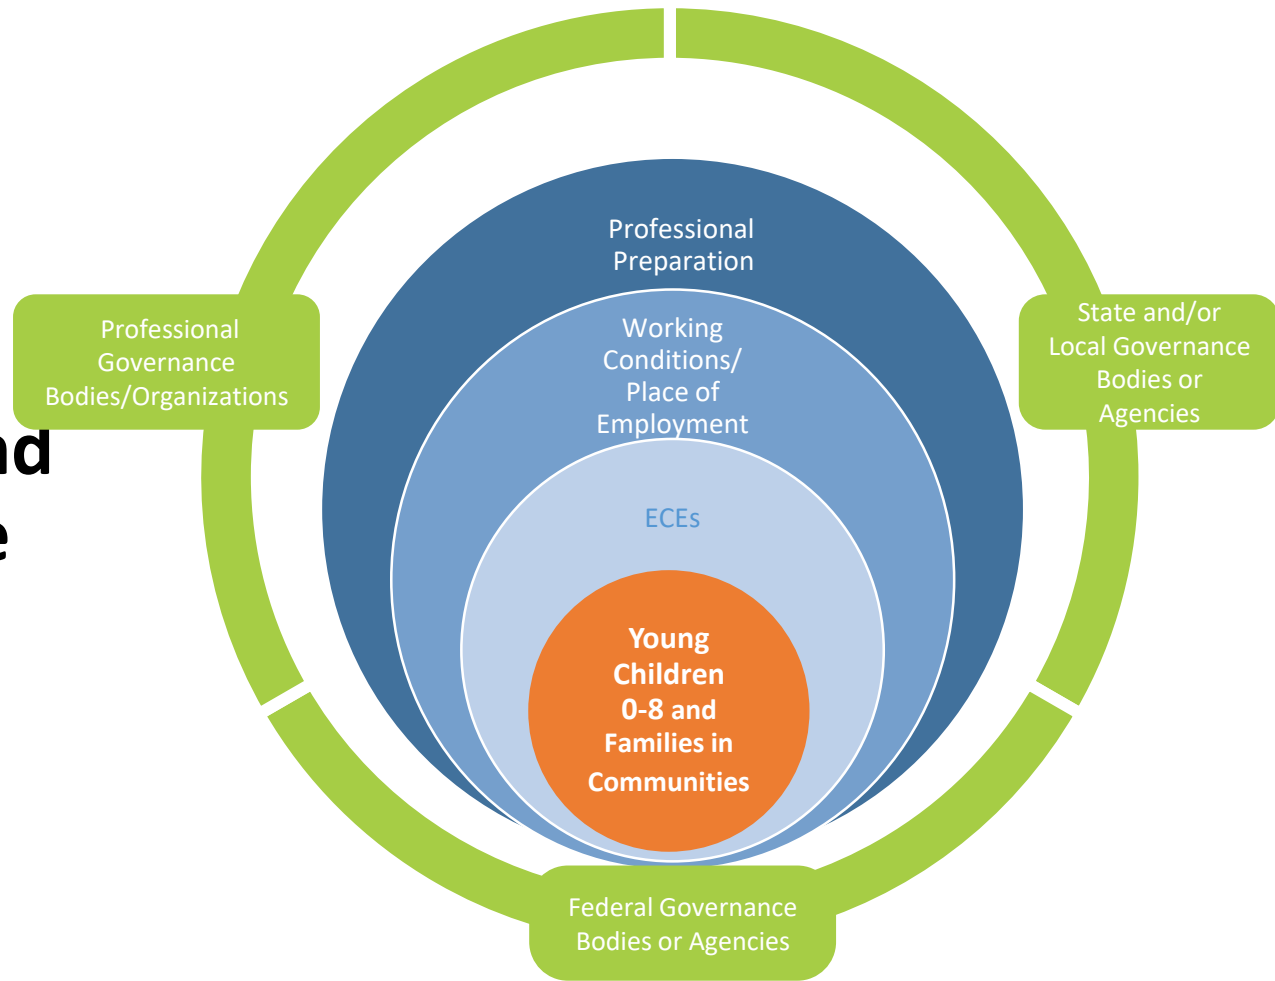 Professional
Preparation
Working
Conditions/
Place of
Employment
Professional
Governance
Bodies/Organizations
State and/or
Local Governance
Bodies or
Agencies
ECEs
Young
Children
0-8 and
Families in
Communities
Federal Governance
Bodies or Agencies